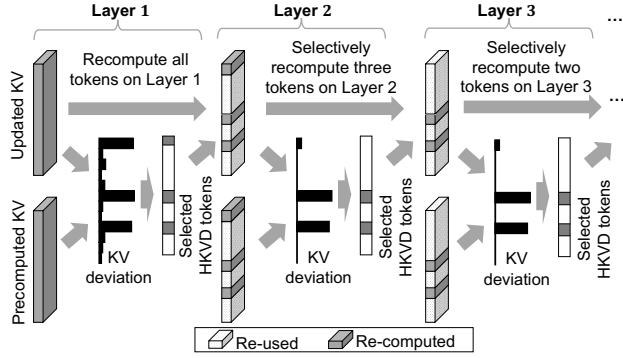 Layer 1
Layer 2
Layer 3
...
Recompute all
tokens on Layer 1
Selectively
recompute three
tokens on Layer 2
Selectively
recompute two
tokens on Layer 3
...
Updated KV
Precomputed KV
KV
deviation
Selected
HKVD tokens
KV
deviation
Selected
HKVD tokens
KV
deviation
Selected
HKVD tokens
Re-used
Re-computed